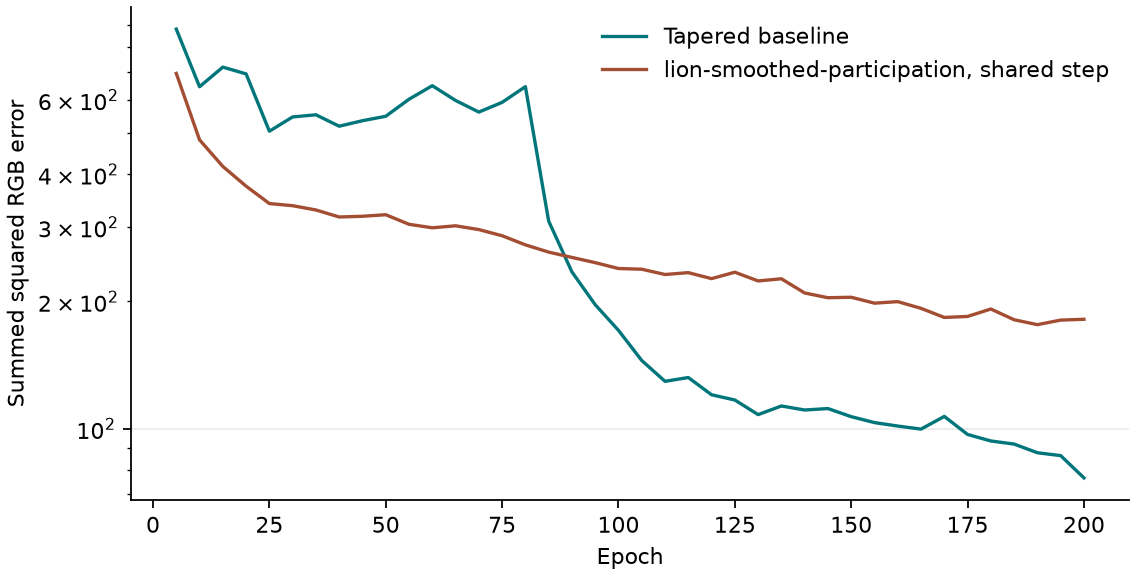 Tapered baseline
lion-smoothed-participation, shared step
Summed squared RGB error
6 × 10²
4 × 10²
3 × 10²
2 × 10²
10²
0 25 50 75 100 125 150 175 200
Epoch